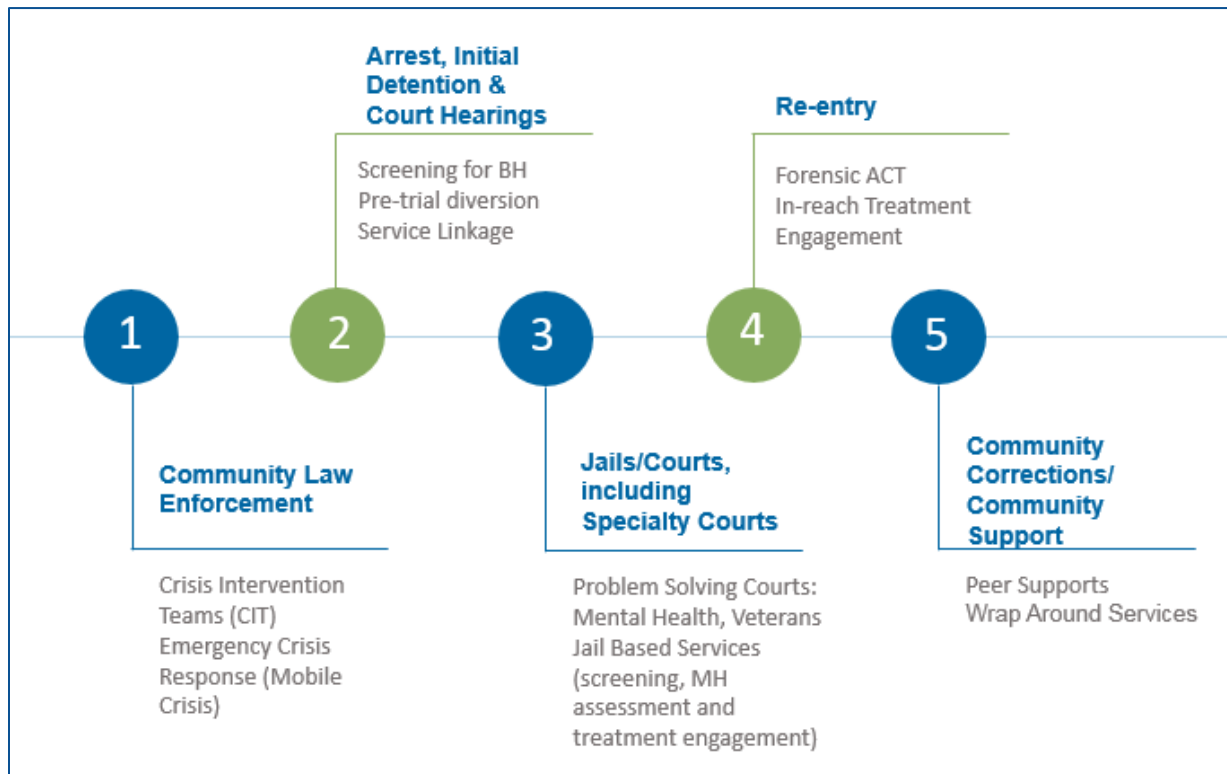 1
Community Law
Enforcement
Crisis Intervention
Teams (CIT)
Emergency Crisis
Response (Mobile
Crisis)
2
Arrest, Initial
Detention &
Court Hearings
Screening for BH
Pre-trial diversion
Service Linkage
3
Jails/Courts,
including
Specialty Courts
Problem Solving Courts:
Mental Health, Veterans
Jail Based Services
(screening, MH
assessment and
treatment engagement)
4
Re-entry
Forensic ACT
In-reach Treatment
Engagement
5
Community
Corrections/
Community
Support
Peer Supports
Wrap Around Services